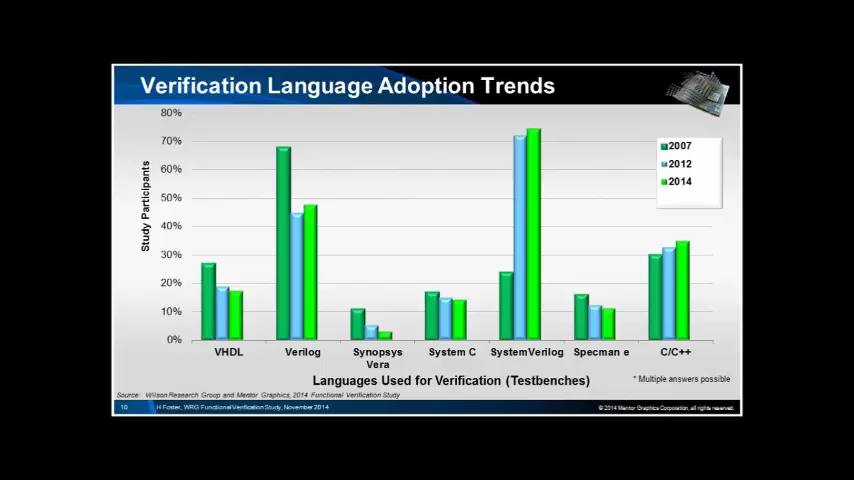 Verification Language Adoption Trends
80%
70%
60%
50%
40%
30%
20%
10%
0%
Study Participants
2007
2012
2014
VHDL
Verilog
Synopsys
Vera
System C
SystemVerilog
Specman e
C/C++
Languages Used for Verification (Testbenches)
* Multiple answers possible
Source: Wilson Research Group and Mentor Graphics, 2014 Functional Verification Study
10 H Foster, WRG Functional Verification Study, November 2014
© 2014 Mentor Graphics Corporation, all rights reserved.